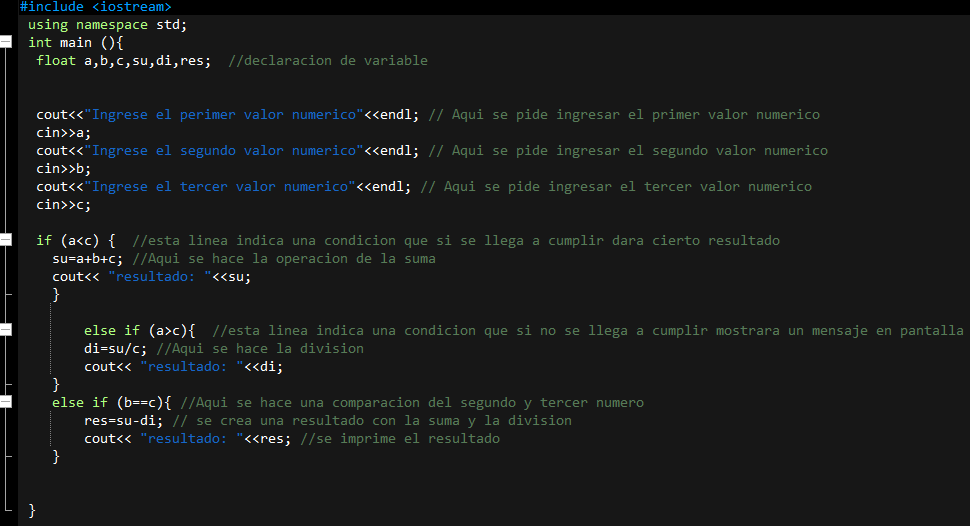 #include <iostream>
using namespace std;
int main (){
float a,b,c,su,di,res;  //declaracion de variable
cout<<"Ingrese el perimer valor numerico"<<endl; // Aqui se pide ingresar el primer valor numerico
cin>>a;
cout<<"Ingrese el segundo valor numerico"<<endl; // Aqui se pide ingresar el segundo valor numerico
cin>>b;
cout<<"Ingrese el tercer valor numerico"<<endl; // Aqui se pide ingresar el tercer valor numerico
cin>>c;
if (a<c) {  //esta linea indica una condicion que si se llega a cumplir dara cierto resultado
su=a+b+c; //Aqui se hace la operacion de la suma
cout<< "resultado: "<<su;
}
else if (a>c){  //esta linea indica una condicion que si no se llega a cumplir mostrara un mensaje en pantalla
di=su/c; //Aqui se hace la division
cout<< "resultado: "<<di;
}
else if (b==c){ //Aqui se hace una comparacion del segundo y tercer numero
res=su-di; // se crea una resultado con la suma y la division
cout<< "resultado: "<<res; //se imprime el resultado
}
}